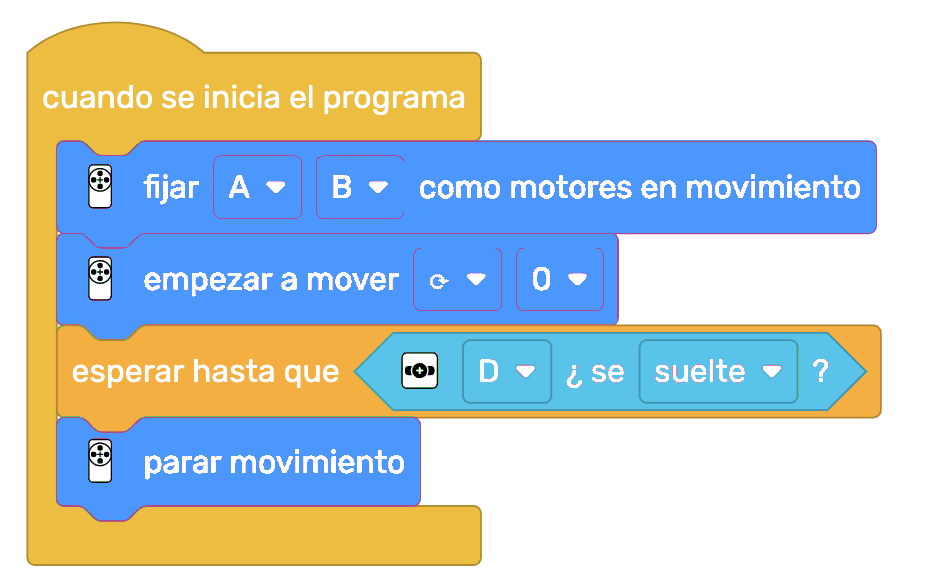 cuando se inicia el programa
fijar A B como motores en movimiento
empezar a mover 0
esperar hasta que D ¿ se suelte ?
parar movimiento